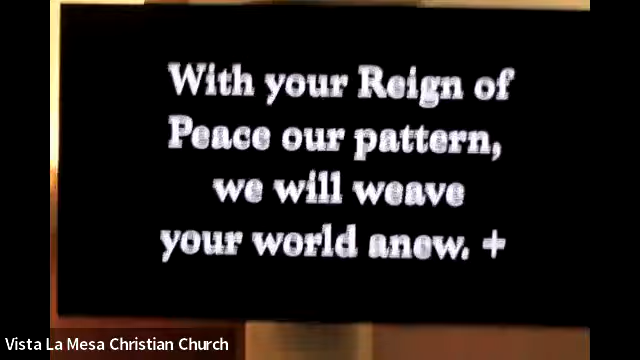 With your Reign of
Peace our pattern,
we will weave
your world anew. +
Vista La Mesa Christian Church